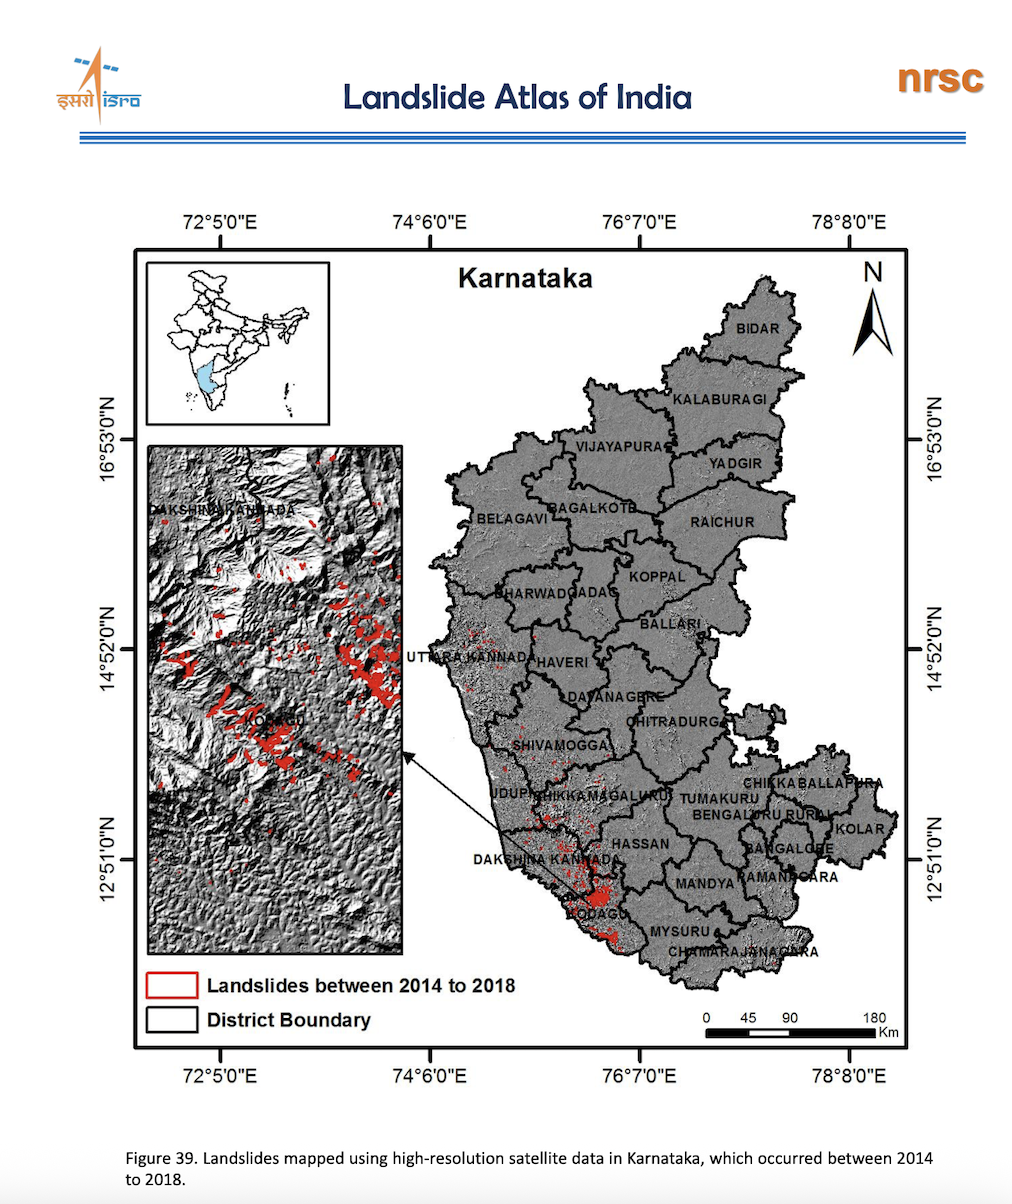 इसरो isro
Landslide Atlas of India
nrsc
72°5'0"E 74°6'0"E 76°7'0"E 78°8'0"E
Karnataka
N
BIDAR
KALABURAGI
16°53'0"N 16°53'0"N
VIJAYAPURA
YADGIR
DAKSHINA KANNADA
BELAGAVI
BAGALKOTE
RAICHUR
KOPPAL
DHARWAD
GADAG
BALLARI
14°52'0"N 14°52'0"N
UTTARA KANNADA
HAVERI
DAVANAGERE
KODAGU
CHITRADURGA
SHIVAMOGGA
CHIKKABALLAPURA
UDUPI
CHIKKAMAGALURU
TUMAKURU
BENGALURU RURAL
KOLAR
HASSAN
BANGALORE
12°51'0"N 12°51'0"N
DAKSHINA KANNADA
MANDYA
RAMANAGARA
KODAGU
MYSURU
CHAMARAJANAGARA
Landslides between 2014 to 2018
District Boundary
0 45 90 180
Km
72°5'0"E 74°6'0"E 76°7'0"E 78°8'0"E
Figure 39. Landslides mapped using high-resolution satellite data in Karnataka, which occurred between 2014
to 2018.